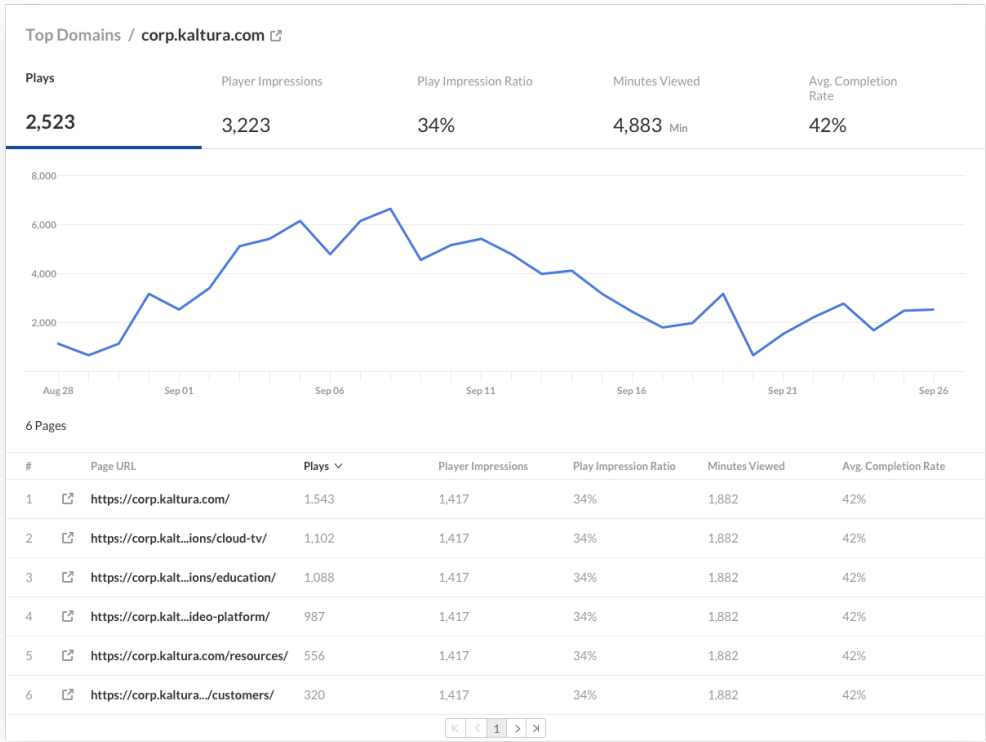 Top Domains / corp.kaltura.com
Plays
2,523
Player Impressions
3,223
Play Impression Ratio
34%
Minutes Viewed
4,883 Min
Avg. Completion
Rate
42%
8,000
6,000
4,000
2,000
Aug 28 Sep 01 Sep 06 Sep 11 Sep 16 Sep 21 Sep 26
6 Pages
# Page URL Plays Player Impressions Play Impression Ratio Minutes Viewed Avg. Completion Rate
1 https://corp.kaltura.com/ 1,543 1,417 34% 1,882 42%
2 https://corp.kalt...ions/cloud-tv/ 1,102 1,417 34% 1,882 42%
3 https://corp.kalt...ions/education/ 1,088 1,417 34% 1,882 42%
4 https://corp.kalt...ideo-platform/ 987 1,417 34% 1,882 42%
5 https://corp.kaltura.com/resources/ 556 1,417 34% 1,882 42%
6 https://corp.kaltura.../customers/ 320 1,417 34% 1,882 42%
1